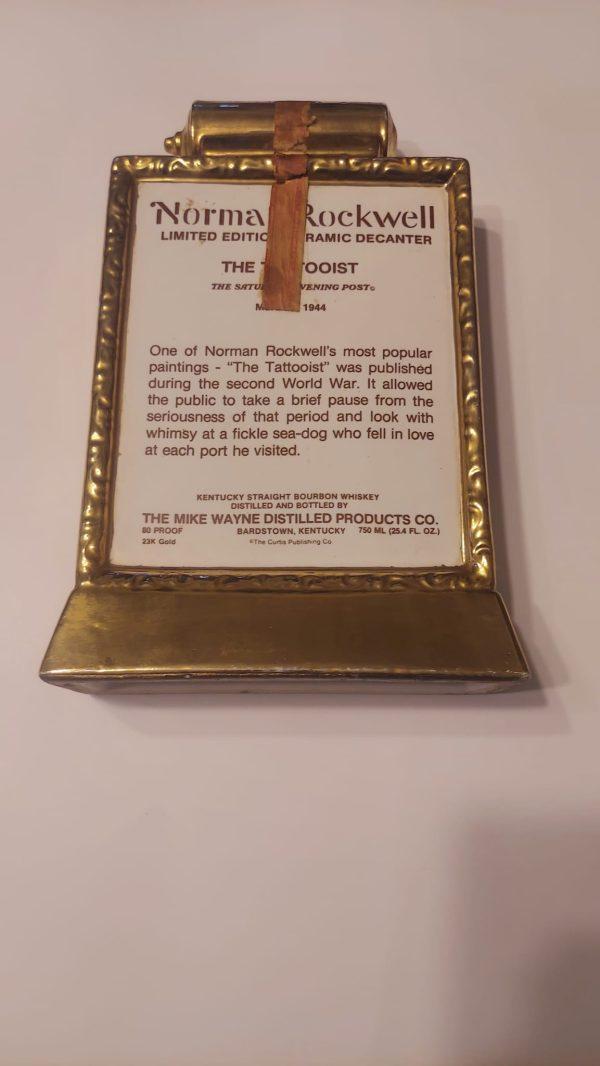 Norma Rockwell
LIMITED EDITIO RAMIC DECANTER
THE T TOOIST
THE SATU VENING POST©
M 1944
One of Norman Rockwell's most popular
paintings - "The Tattooist" was published
during the second World War. It allowed
the public to take a brief pause from the
seriousness of that period and look with
whimsy at a fickle sea-dog who fell in love
at each port he visited.
KENTUCKY STRAIGHT BOURBON WHISKEY
DISTILLED AND BOTTLED BY
THE MIKE WAYNE DISTILLED PRODUCTS CO.
80 PROOF BARDSTOWN, KENTUCKY 750 ML (25.4 FL. OZ.)
23K Gold ©The Curtis Publishing Co.